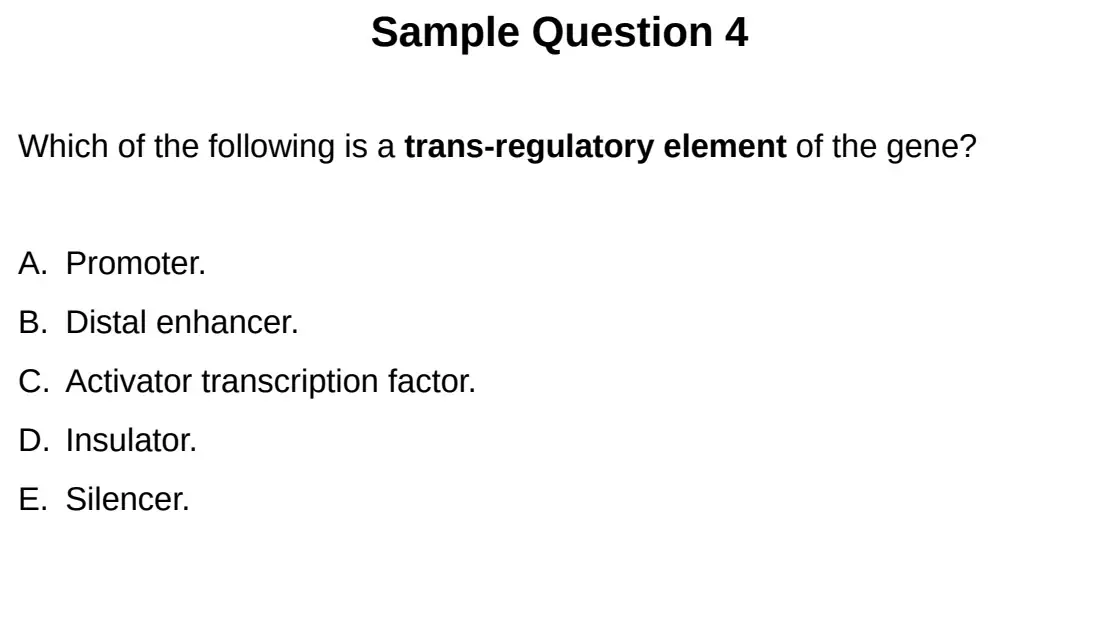 Sample Question 4
Which of the following is a trans-regulatory element of the gene?
A. Promoter.
B. Distal enhancer.
C. Activator transcription factor.
D. Insulator.
E. Silencer.